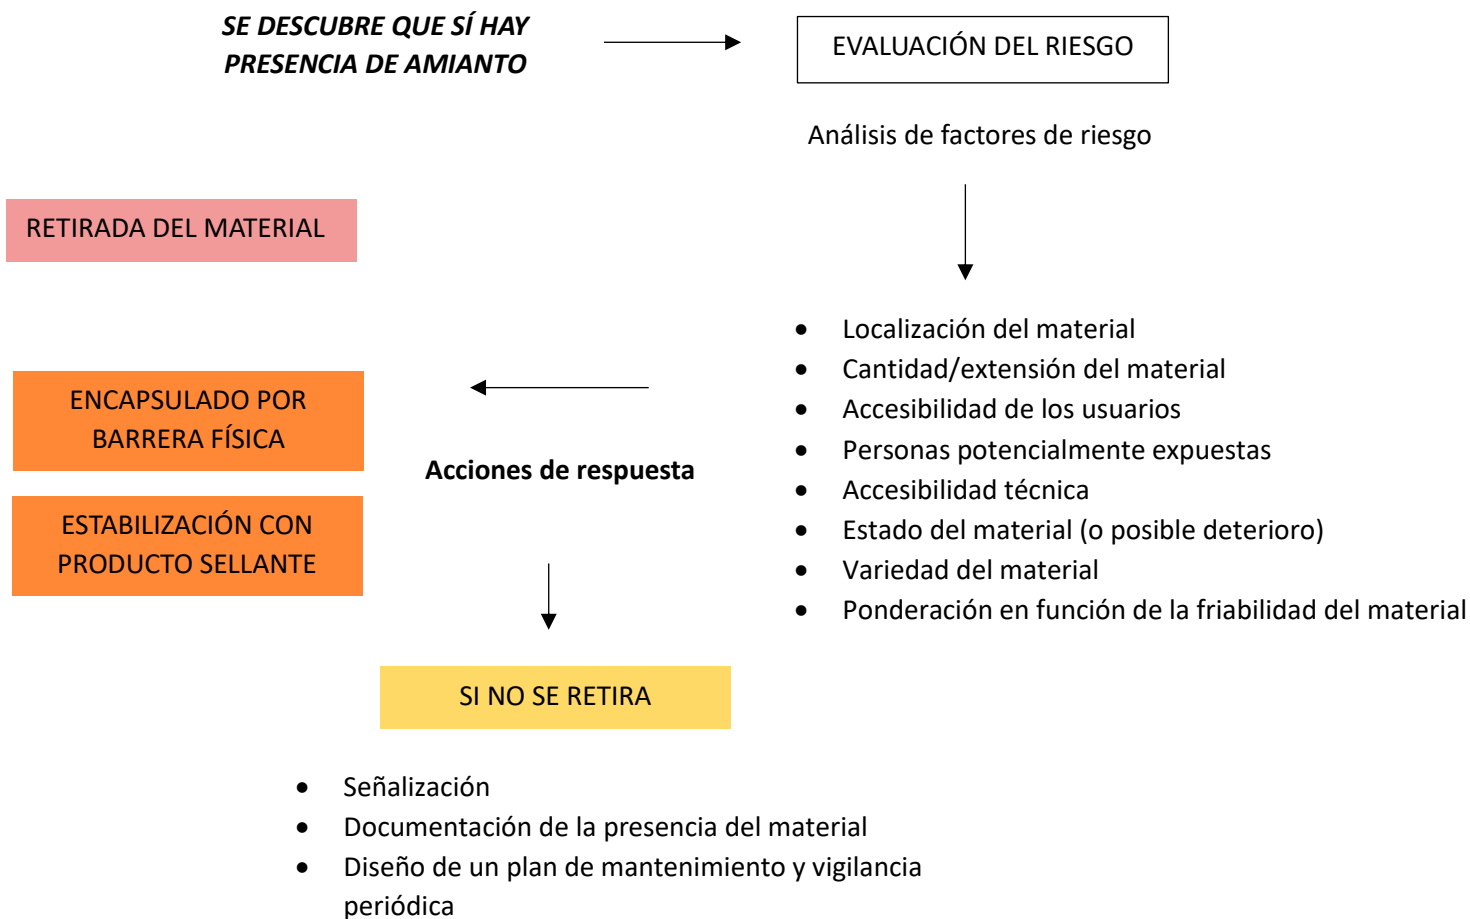 SE DESCUBRE QUE SÍ HAY
PRESENCIA DE AMIANTO
EVALUACIÓN DEL RIESGO
Análisis de factores de riesgo
RETIRADA DEL MATERIAL
• Localización del material
• Cantidad/extensión del material
• Accesibilidad de los usuarios
• Personas potencialmente expuestas
• Accesibilidad técnica
• Estado del material (o posible deterioro)
• Variedad del material
• Ponderación en función de la friabilidad del material
ENCAPSULADO POR
BARRERA FÍSICA
Acciones de respuesta
ESTABILIZACIÓN CON
PRODUCTO SELLANTE
SI NO SE RETIRA
• Señalización
• Documentación de la presencia del material
• Diseño de un plan de mantenimiento y vigilancia
periódica